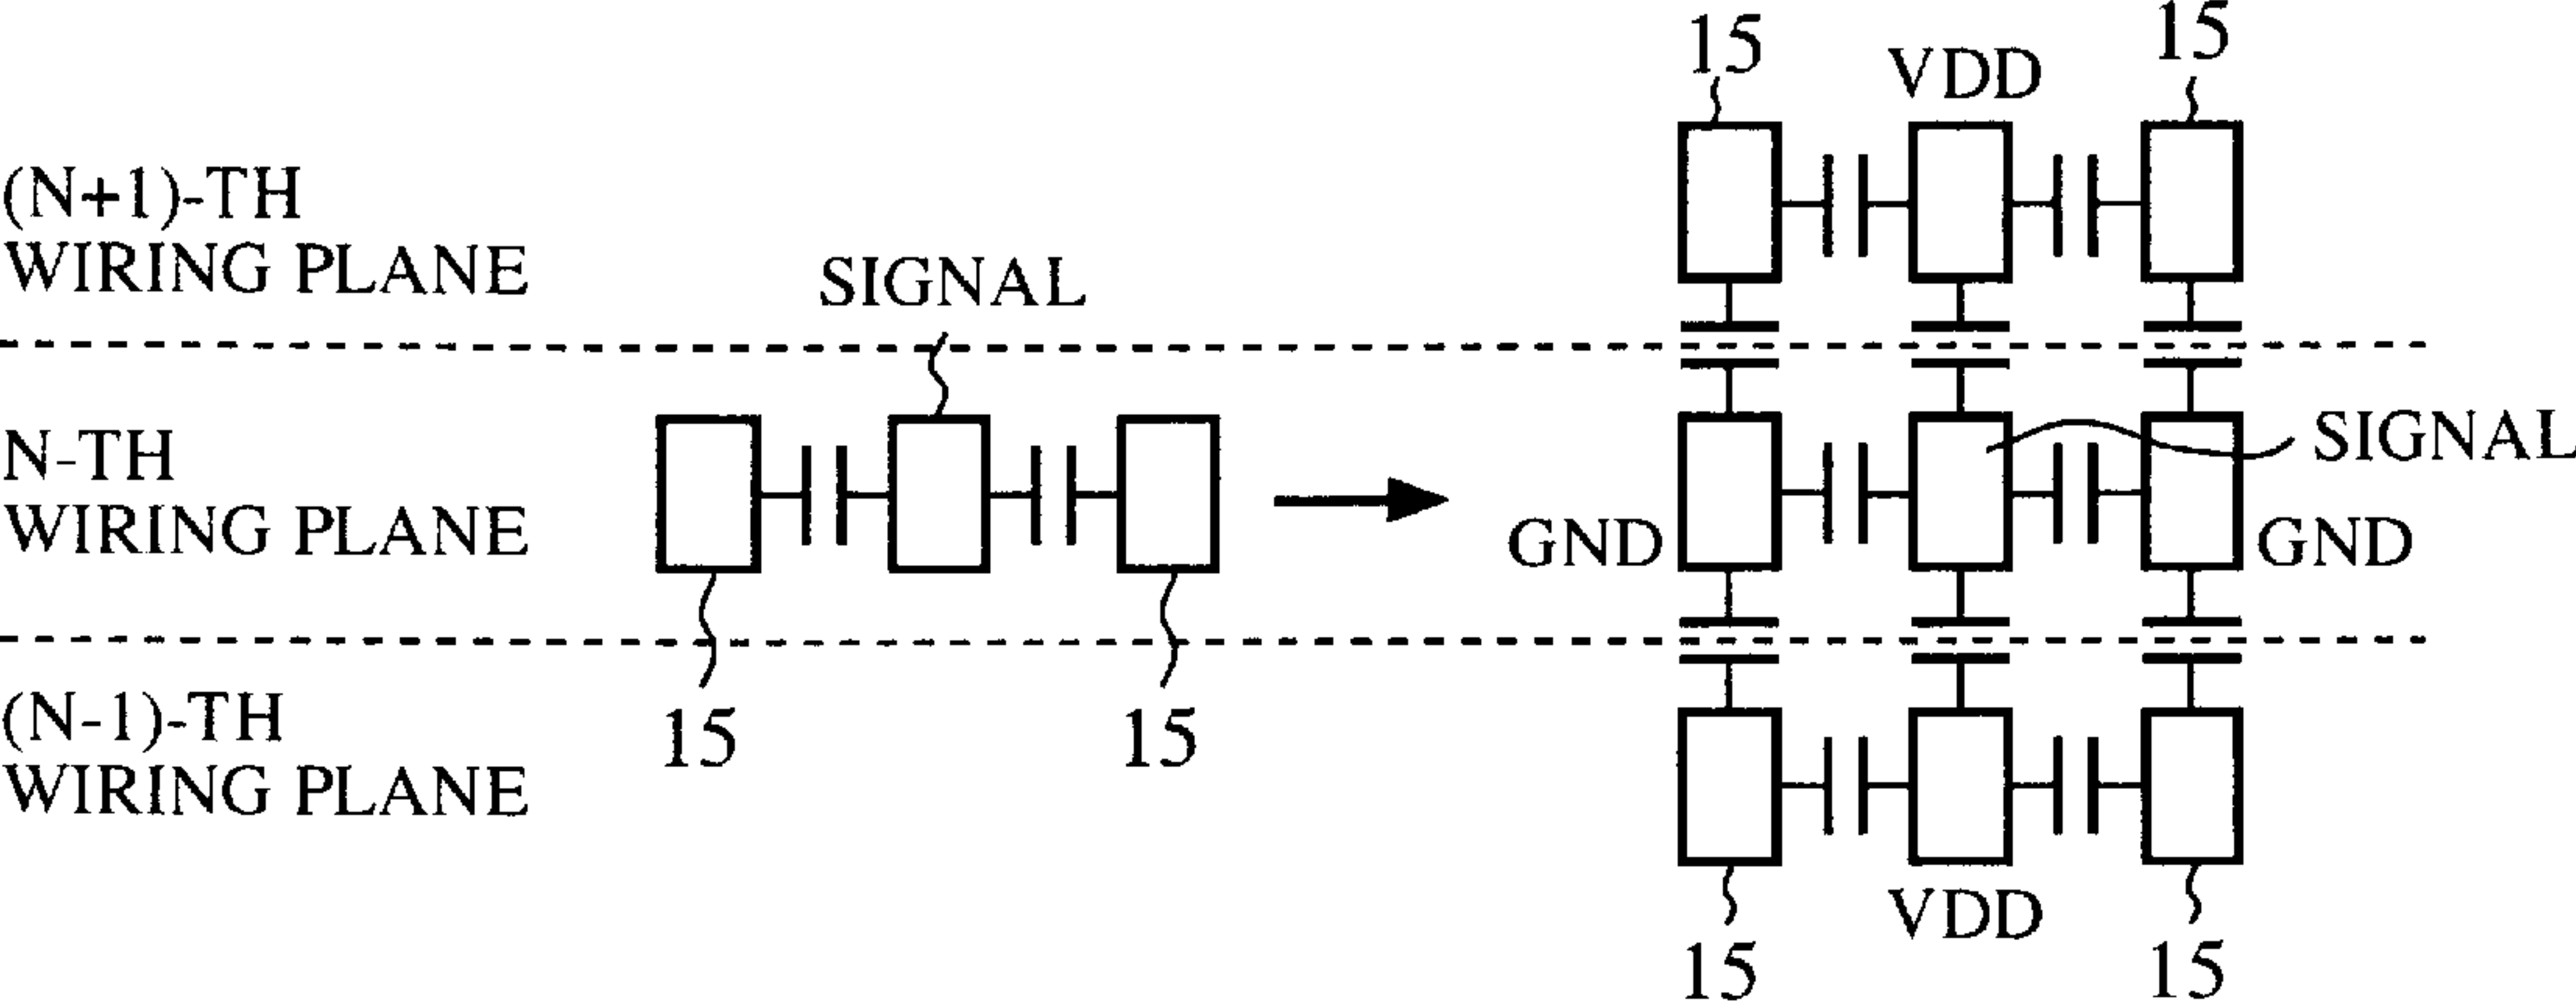 15
VDD
15
(N+1)-TH
WIRING PLANE
SIGNAL
N-TH
WIRING PLANE
SIGNAL
GND
GND
(N-1)-TH
WIRING PLANE
15
15
VDD
15
15